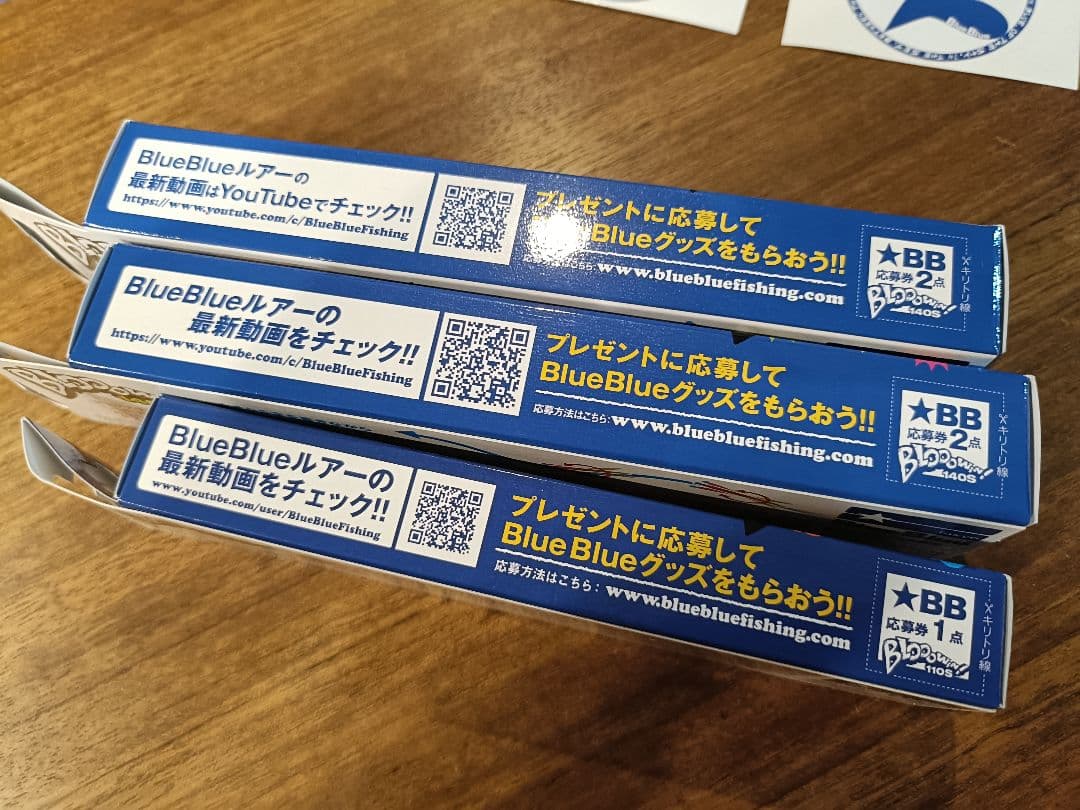 BlueBlue
BlueBlueルアーの
最新動画はYouTubeでチェック!!
https://www.youtube.com/c/BlueBlueFishing
プレゼントに応募して
Blueグッズをもらおう!!
www.bluebluefishing.com
★BB
応募券2点
BLOOOWIN!
140S
キリトリ線
BlueBlueルアーの
最新動画をチェック!!
https://www.youtube.com/c/BlueBlueFishing
プレゼントに応募して
BlueBlueグッズをもらおう!!
応募方法はこちら:www.bluebluefishing.com
★BB
応募券2点
BLOOOWIN!
140S
キリトリ線
BlueBlueルアーの
最新動画をチェック!!
www.youtube.com/user/BlueBlueFishing
プレゼントに応募して
BlueBlueグッズをもらおう!!
応募方法はこちら:www.bluebluefishing.com
★BB
応募券1点
BLOOOWIN!
110S
キリトリ線